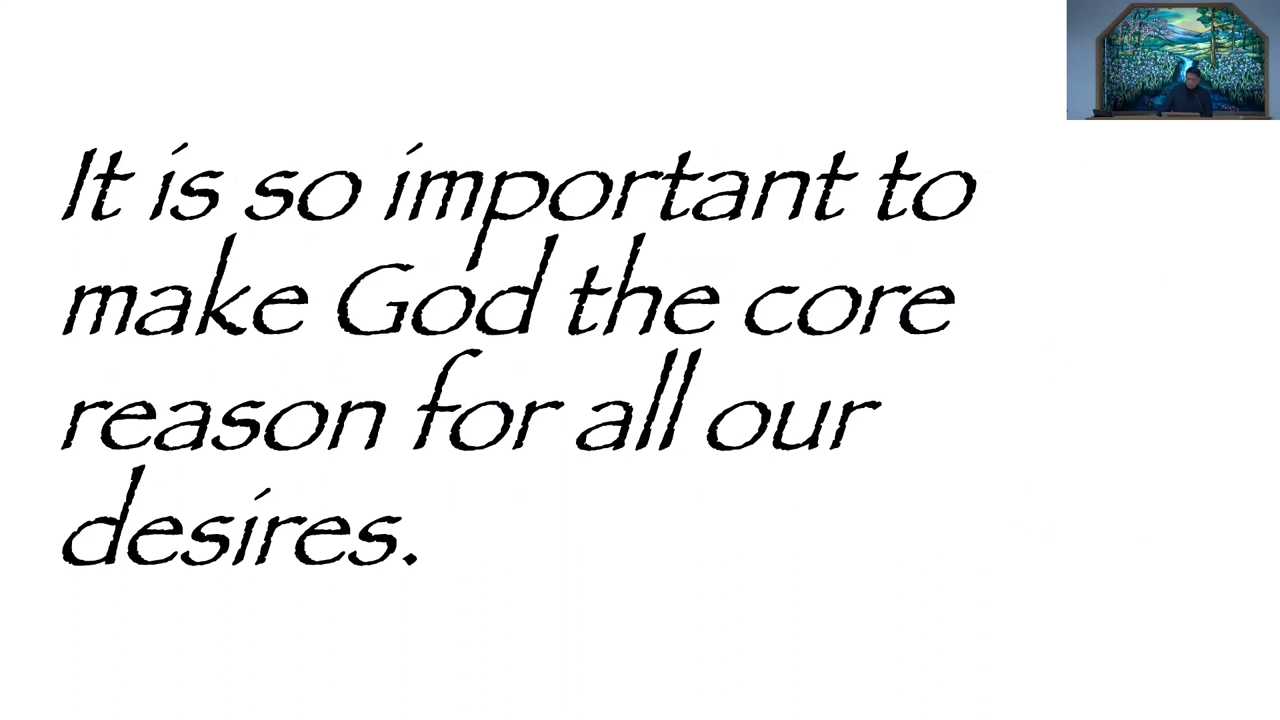 It is so important to
make God the core
reason for all our
desires.